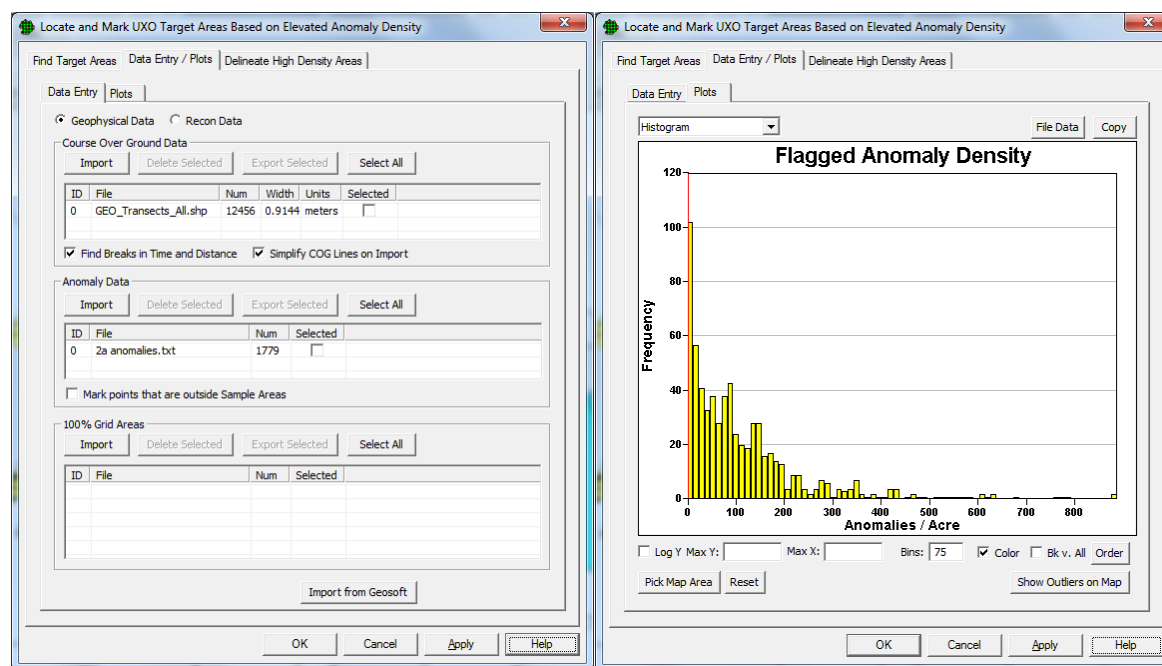 Locate and Mark UXO Target Areas Based on Elevated Anomaly Density
Find Target Areas Data Entry / Plots Delineate High Density Areas
Data Entry Plots
Geophysical Data Recon Data
Course Over Ground Data
Import Delete Selected Export Selected Select All
ID File Num Width Units Selected
0 GEO_Transects_All.shp 12456 0.9144 meters
Find Breaks in Time and Distance Simplify COG Lines on Import
Anomaly Data
Import Delete Selected Export Selected Select All
ID File Num Selected
0 2a anomalies.txt 1779
Mark points that are outside Sample Areas
100% Grid Areas
Import Delete Selected Export Selected Select All
ID File Num Selected
Import from Geosoft
OK Cancel Apply Help
Locate and Mark UXO Target Areas Based on Elevated Anomaly Density
Find Target Areas Data Entry / Plots Delineate High Density Areas
Data Entry Plots
Histogram File Data Copy
Flagged Anomaly Density
Frequency
120
100
80
60
40
20
0
0 100 200 300 400 500 600 700 800
Anomalies / Acre
Log Y Max Y: Max X: Bins: 75 Color Bk v. All Order
Pick Map Area Reset Show Outliers on Map
OK Cancel Apply Help